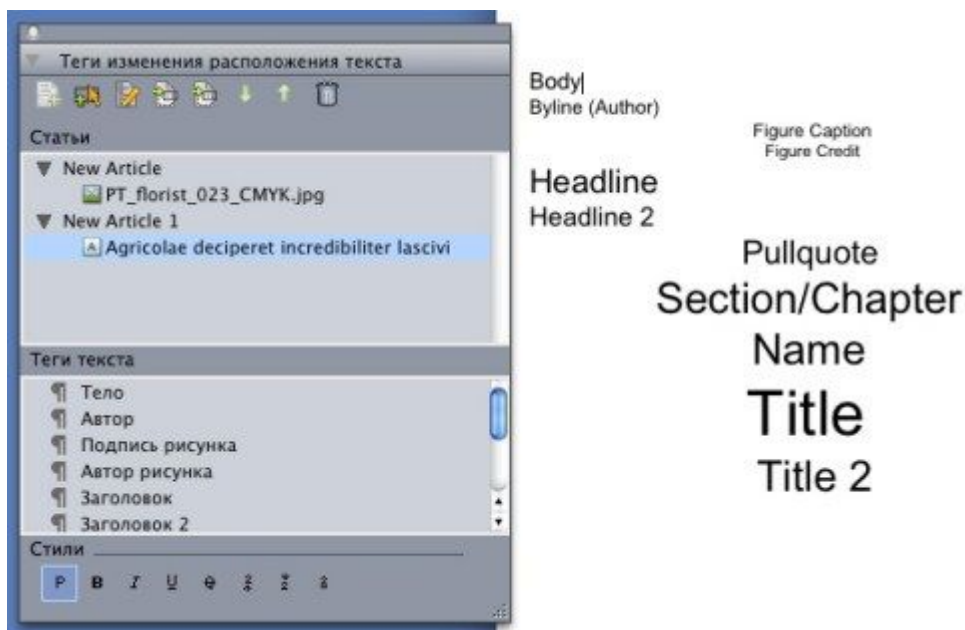 Теги изменения расположения текста
Статьи
New Article
PT_florist_023_CMYK.jpg
New Article 1
Agricolae deciperet incredibiliter lascivi
Теги текста
Тело
Автор
Подпись рисунка
Автор рисунка
Заголовок
Заголовок 2
Стили
P B I U
Body
Byline (Author)
Figure Caption
Figure Credit
Headline
Headline 2
Pullquote
Section/Chapter
Name
Title
Title 2